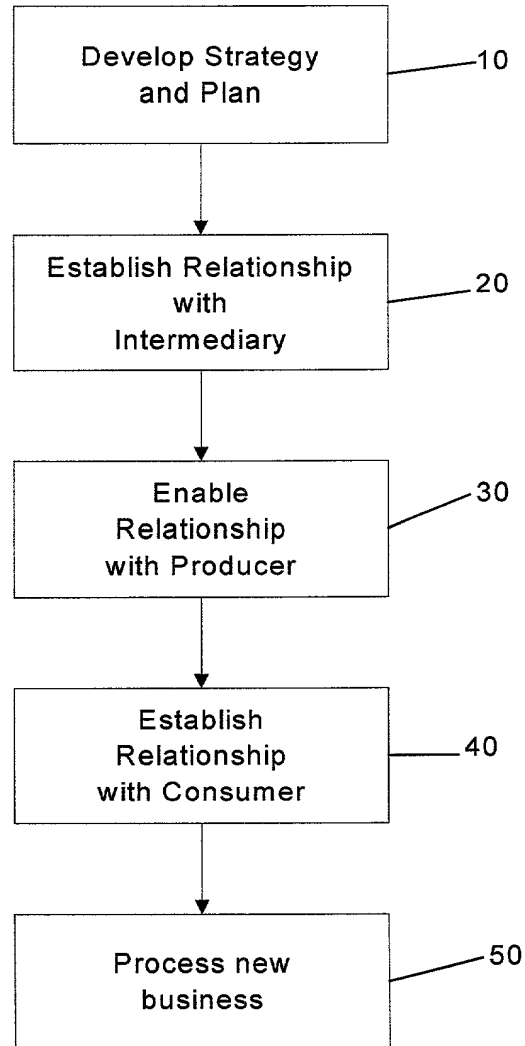 Develop Strategy
and Plan
10
Establish Relationship
with
Intermediary
20
Enable
Relationship
with Producer
30
Establish
Relationship
with Consumer
40
Process new
business
50